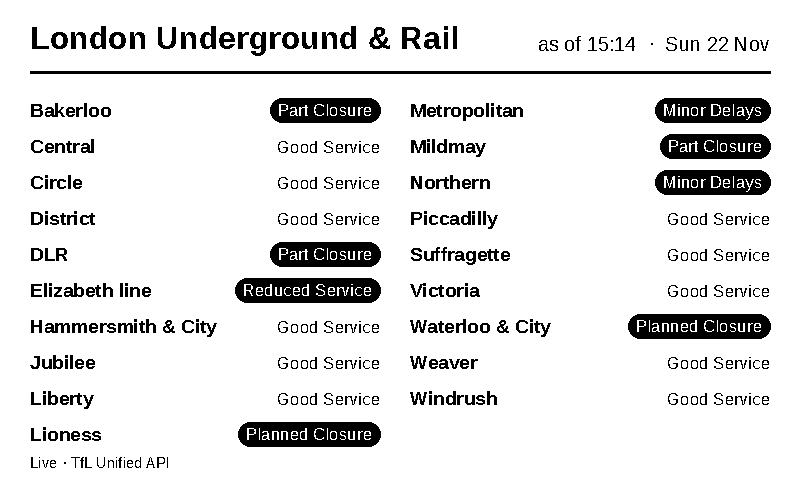 London Underground & Rail
as of 15:14 · Sun 22 Nov
Bakerloo Part Closure
Central Good Service
Circle Good Service
District Good Service
DLR Part Closure
Elizabeth line Reduced Service
Hammersmith & City Good Service
Jubilee Good Service
Liberty Good Service
Lioness Planned Closure
Metropolitan Minor Delays
Mildmay Part Closure
Northern Minor Delays
Piccadilly Good Service
Suffragette Good Service
Victoria Good Service
Waterloo & City Planned Closure
Weaver Good Service
Windrush Good Service
Live · TfL Unified API